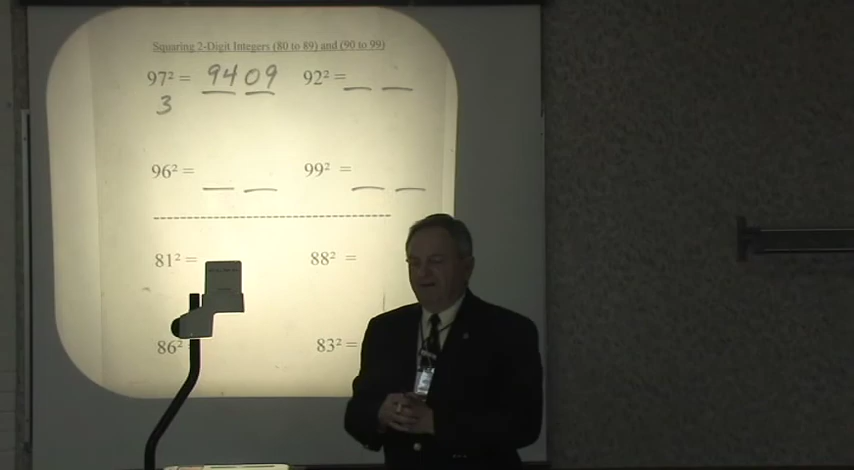 Squaring 2-Digit Integers (80 to 89) and (90 to 99)
97² = 94 09 92² =
3
96² = 99² =
81² = 88² =
86² 83² =